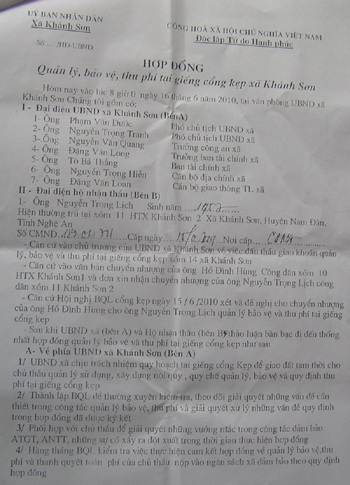 UỶ BAN NHÂN DÂN
Xã Khánh Sơn
CỘNG HOÀ XÃ HỘI CHỦ NGHĨA VIỆT NAM
Độc lập Tự do Hạnh phúc
Số /HĐ-UBND
HỢP ĐỒNG
Quản lý, bảo vệ, thu phí tại giếng cổng kẹp xã Khánh Sơn
Hôm nay vào lúc 8 giờ 0 ngày 16 tháng 6 năm 2010, tại văn phòng UBND xã
Khánh Sơn Chúng tôi gồm có:
I - Đại diện UBND xã Khánh Sơn (Bên A)
1- Ông Phạm Văn Dược Phó chủ tịch UBND xã
2- Ông Nguyễn Trọng Tranh Phó chủ tịch UBND xã
3- Ông Nguyễn Văn Quang Trưởng công an xã
4- Ông Đặng Văn Long Trưởng ban tài chính xã
5- Ông To Bá Thắng Ban tài chính xã
6- Ông Nguyễn Trọng Hiền Cán bộ địa chính xã
7- Ông Đặng Văn Loan Cán bộ giao thông TL xã
II - Đại diện hộ nhân thầu (Bên B)
1- Ông Nguyễn Trọng Lịch Sinh năm
Hiện thường trú tại xóm 11 HTX Khánh Sơn 2 Xã Khánh Sơn, Huyện Nam Đàn,
Tỉnh Nghệ An
Số CMND Cấp ngày Nơi cấp
- Căn cứ vào chủ trương của UBND xã Khánh Sơn về việc đấu thầu giao khoán quản
lý, bảo vệ và thu phí tại giếng cổng kẹp xóm 14 xã Khánh Sơn.
- Căn cứ vào văn bản chuyển nhượng của ông Hồ Đình Hùng, Công dân xóm 10
HTX Khánh Sơn1 và đơn xin nhận chuyển nhượng của ông Nguyễn Trọng Lịch công
dân xóm 11 Khánh Sơn 2
- Căn cứ Hội nghị BQL cổng kẹp ngày 15/6/2010 xét và đề nghị cho chuyển nhượng
của ông Hồ Đình Hùng cho ông Nguyễn Trọng Lịch quản lý bảo vệ và thu phí tại giếng
cổng kẹp
Sau khi UBND xã (bên A) và Hộ nhận thầu (bên B) thảo luận bàn bạc đi đến thống
nhất hợp đồng quản lý bảo vệ và thu phí tại giếng cổng kẹp như sau
A- Về phía UBND xã Khánh Sơn (Bên A)
1/ UBND xã chịu trách nhiệm quy hoạch tại giếng cổng Kẹp để giao đất tạm thời cho
chủ thầu quản lý sử dụng, xây dựng nội quy , quy chế quản lý, bảo vệ và quy định thu
phí tại giếng cổng kẹp.
2/ Thành lập BQL để thường xuyên kiểm tra, theo dõi giải quyết những vấn đề cần
thiết trong công tác quản lý bảo vệ, thu phí và giải quyết xử lý những vấn đề quy định
trong hợp đồng đã được ký kết
3/ Phối hợp với chủ thầu để giải quyết những vướng mắc trong công tác đảm bảo
ATGT, ANTT, những sự cố xảy ra đột xuất trong thời gian thực hiện hợp đồng
4/ Hàng tháng BQL kiểm tra việc thực hiện cam kết hợp đồng về quản lý bảo vệ,thu
phí và thanh quyết toán phí của chủ thầu nộp vào ngân sách xã đảm bảo theo quy định
hợp đồng.